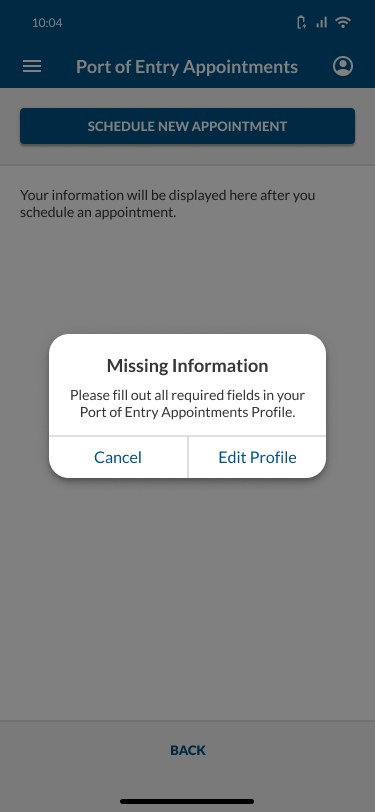 10:04
Port of Entry Appointments
SCHEDULE NEW APPOINTMENT
Your information will be displayed here after you
schedule an appointment.
Missing Information
Please fill out all required fields in your
Port of Entry Appointments Profile.
Cancel
Edit Profile
BACK